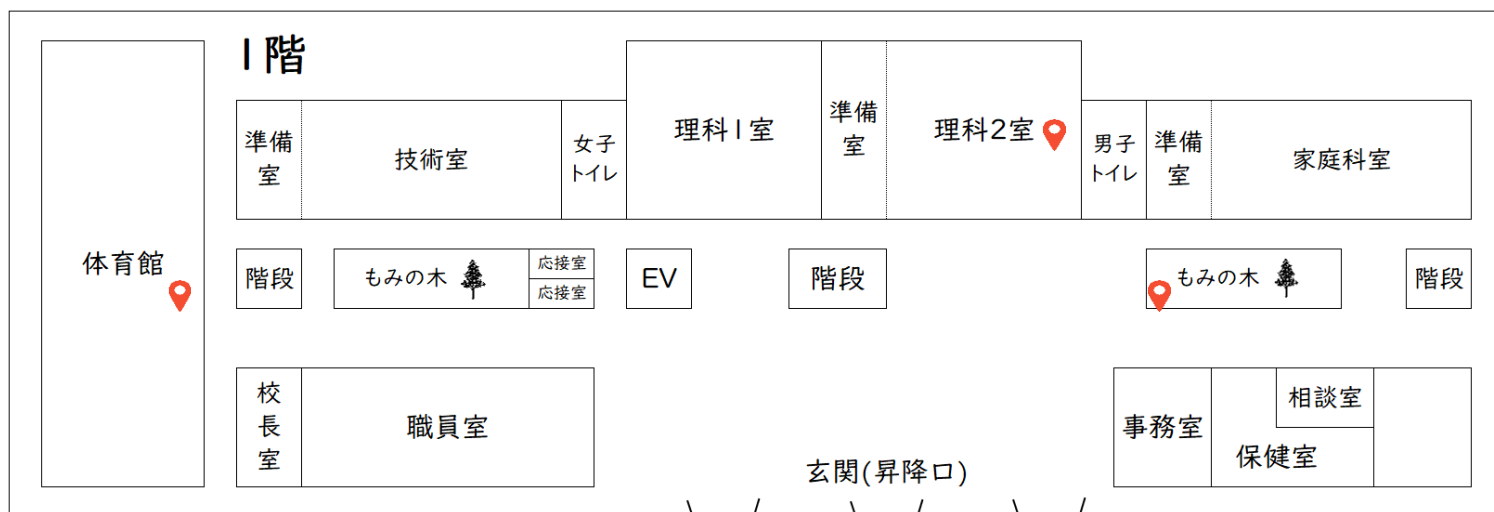 1階
体育館
準備
室
技術室
女子
トイレ
理科1室
準備
室
理科2室
男子
トイレ
準備
室
家庭科室
階段
もみの木
応接室
応接室
EV
階段
もみの木
階段
校
長
室
職員室
玄関(昇降口)
事務室
保健室
相談室